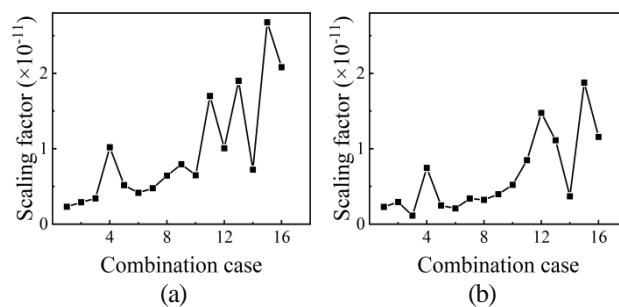 Scaling factor (×10⁻¹¹)
2
1
0
4
8
12
16
Combination case
(a)
Scaling factor (×10⁻¹¹)
2
1
0
4
8
12
16
Combination case
(b)